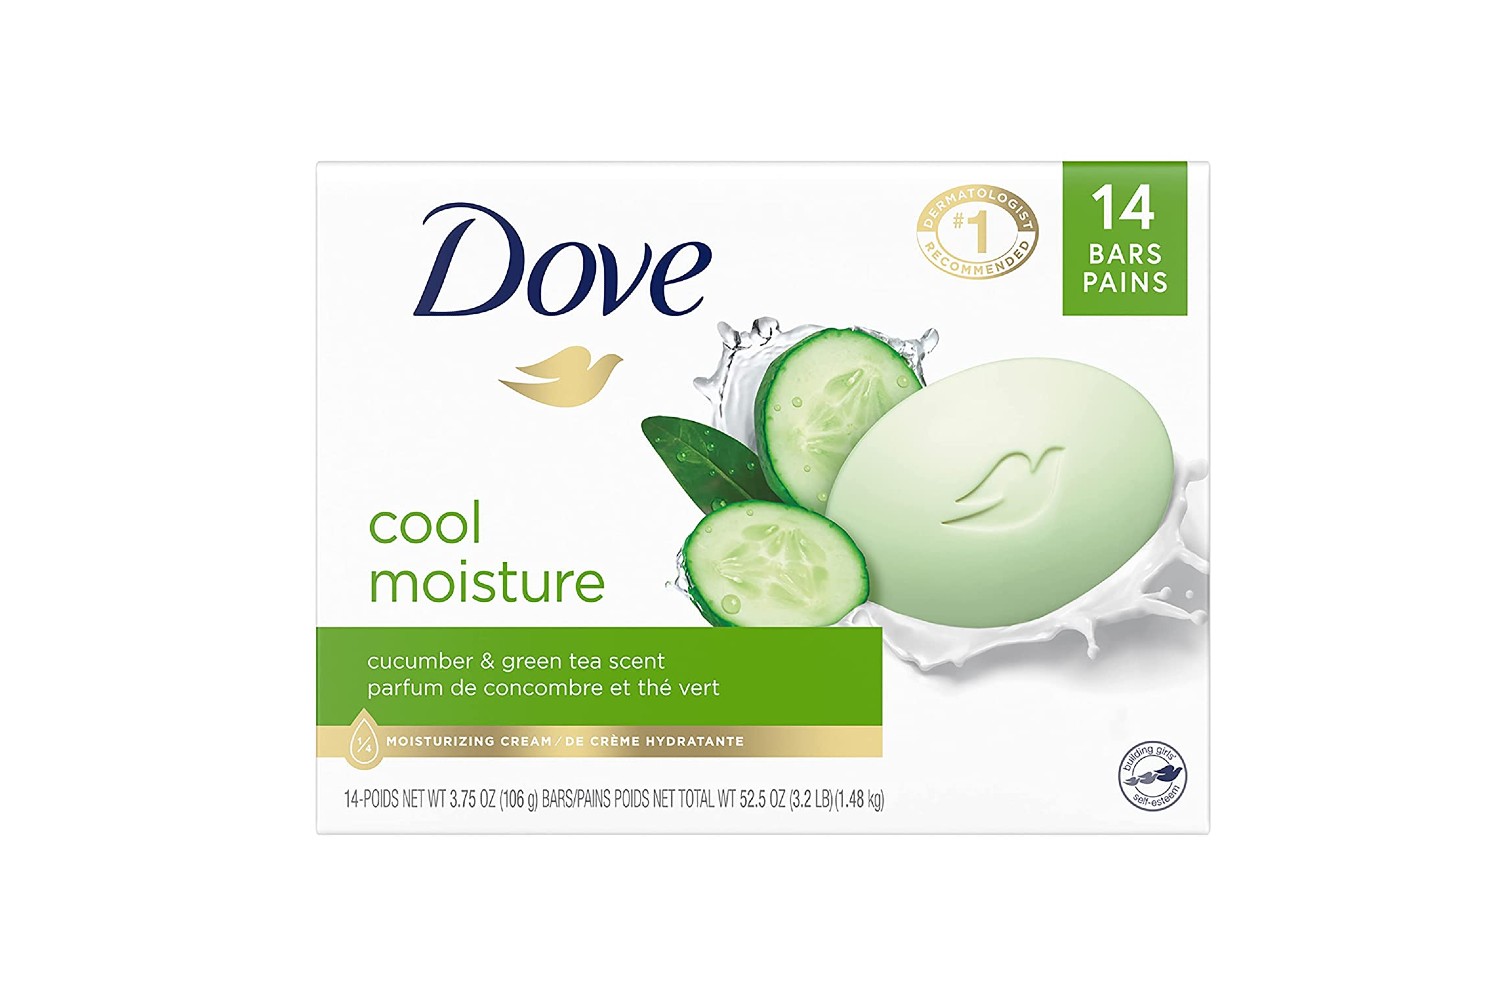 Dove
DERMATOLOGIST
#1
RECOMMENDED
14
BARS
PAINS
cool
moisture
cucumber & green tea scent
parfum de concombre et thé vert
1/4 MOISTURIZING CREAM / DE CRÈME HYDRATANTE
14-POIDS NET WT 3.75 OZ (106 g) BARS/PAINS POIDS NET TOTAL WT 52.5 OZ (3.2 LB)(1.48 kg)
building girls'
self-esteem